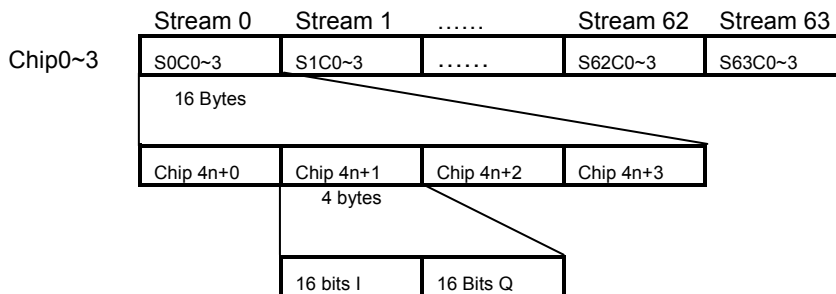 Stream 0 Stream 1 ...... Stream 62 Stream 63
Chip0~3 S0C0~3 S1C0~3 ...... S62C0~3 S63C0~3
16 Bytes
Chip 4n+0 Chip 4n+1 Chip 4n+2 Chip 4n+3
4 bytes
16 bits I 16 Bits Q